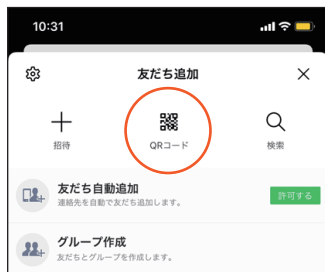 10:31
友だち追加
招待
QRコード
検索
友だち自動追加
連絡先を自動で友だち追加します。
許可する
グループ作成
友だちとグループを作成します。